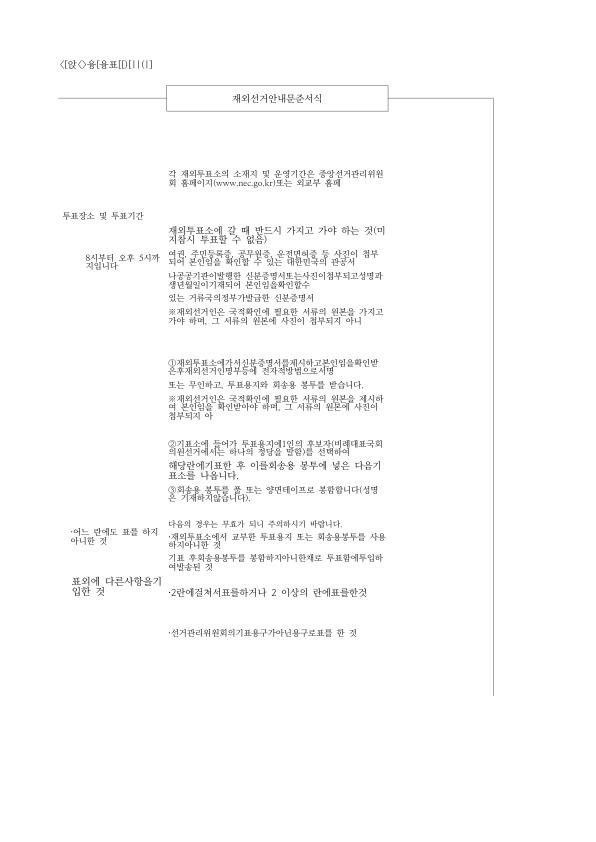 <[앉◇용[용표[[)[||(|]
재외선거안내문준서식
각 재외투표소의 소재지 및 운영기간은 중앙선거관리위원
회 홈페이지(www.nec.go.kr)또는 외교부 홈페
투표장소 및 투표기간
재외투표소에 갈 때 반드시 가지고 가야 하는 것(미
지참시 투표할 수 없음)
8시부터 오후 5시까
지입니다
여권, 주민등록증, 공무원증, 운전면허증 등 사진이 첨부
되어 본인임을 확인할 수 있는 대한민국의 관공서
나공공기관이발행한 신분증명서또는사진이첨부되고성명과
생년월일이기재되어 본인임을확인할수
있는 거류국의정부가발급한 신분증명서
※재외선거인은 국적확인에 필요한 서류의 원본을 가지고
가야 하며, 그 서류의 원본에 사진이 첨부되지 아니
①재외투표소에가서신분증명서를제시하고본인임을확인받
은후재외선거인명부등에 전자적방법으로서명
또는 무인하고, 투표용지와 회송용 봉투를 받습니다.
※재외선거인은 국적확인에 필요한 서류의 원본을 제시하
여 본인임을 확인받아야 하며, 그 서류의 원본에 사진이
첨부되지 아
②기표소에 들어가 투표용지에1인의 후보자(비례대표국회
의원선거에서는 하나의 정당을 말함)를 선택하여
해당란에기표한 후 이를회송용 봉투에 넣은 다음기
표소를 나옵니다.
③회송용 봉투를 풀 또는 양면테이프로 봉함합니다(성명
은 기재하지않습니다).
다음의 경우는 무효가 되니 주의하시기 바랍니다.
·어느 란에도 표를 하지
아니한 것
·재외투표소에서 교부한 투표용지 또는 회송용봉투를 사용
하지아니한 것
기표 후회송용봉투를 봉함하지아니한채로 투표함에투입하
여발송된 것
표외에 다른사항을기
입한 것
·2란에걸쳐서표를하거나 2 이상의 란에표를한것
·선거관리위원회의기표용구가아닌용구로표를 한 것